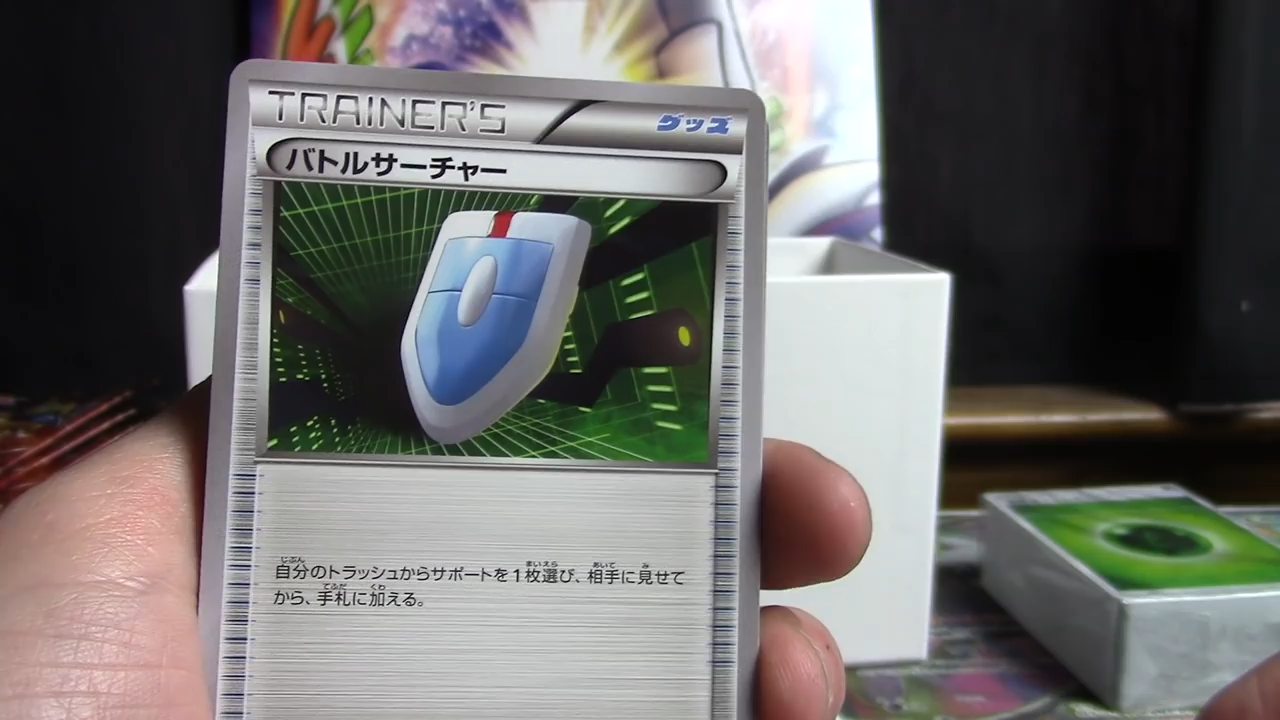 TRAINER'S グッズ
バトルサーチャー
自分のトラッシュからサポートを1枚選び、相手に見せて
から、手札に加える。